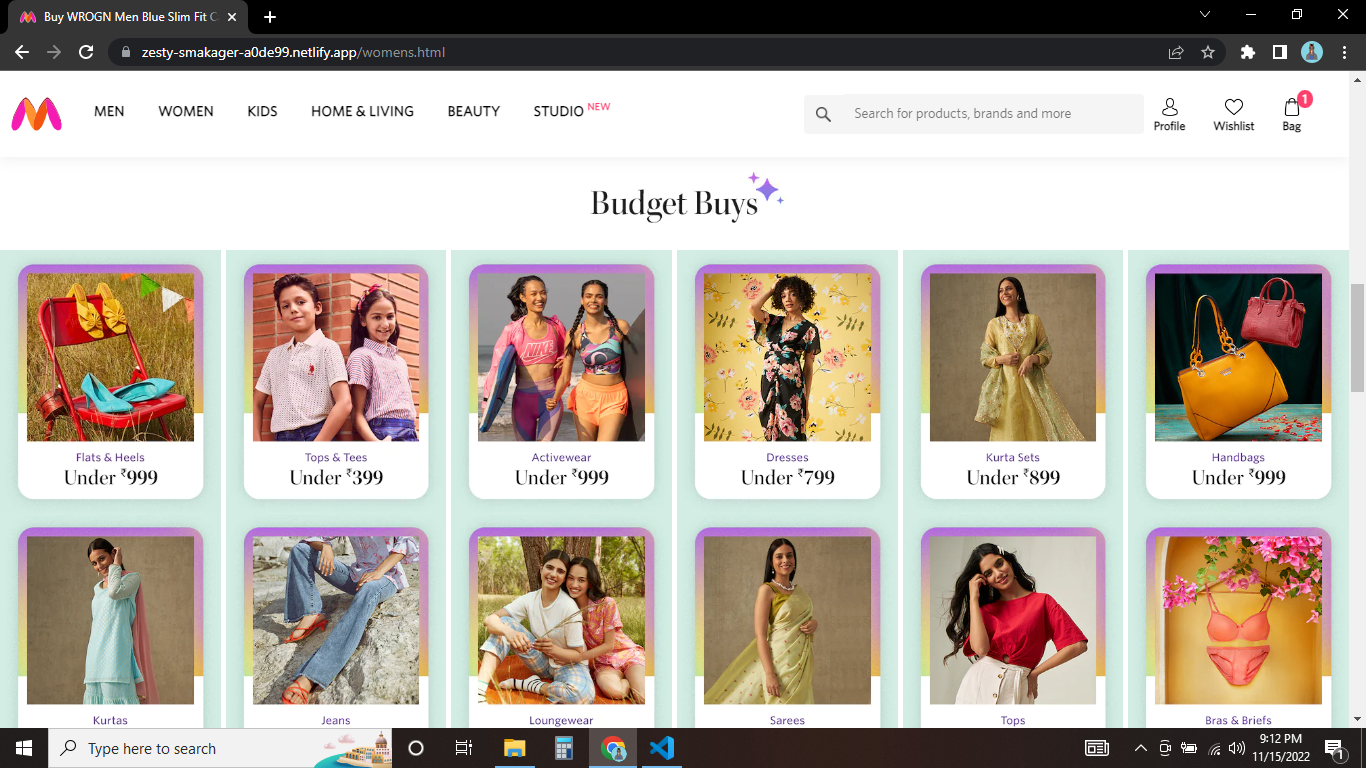 Buy WROGN Men Blue Slim Fit C
zesty-smakager-a0de99.netlify.app/womens.html
MEN WOMEN KIDS HOME & LIVING BEAUTY STUDIO NEW
Search for products, brands and more
1
Profile Wishlist Bag
Budget Buys
NIKE
Flats & Heels Tops & Tees Activewear Dresses Kurta Sets Handbags
Under ₹999 Under ₹399 Under ₹999 Under ₹799 Under ₹899 Under ₹999
Kurtas Jeans Loungewear Sarees Tops Bras & Briefs
Type here to search
9:12 PM
11/15/2022
1